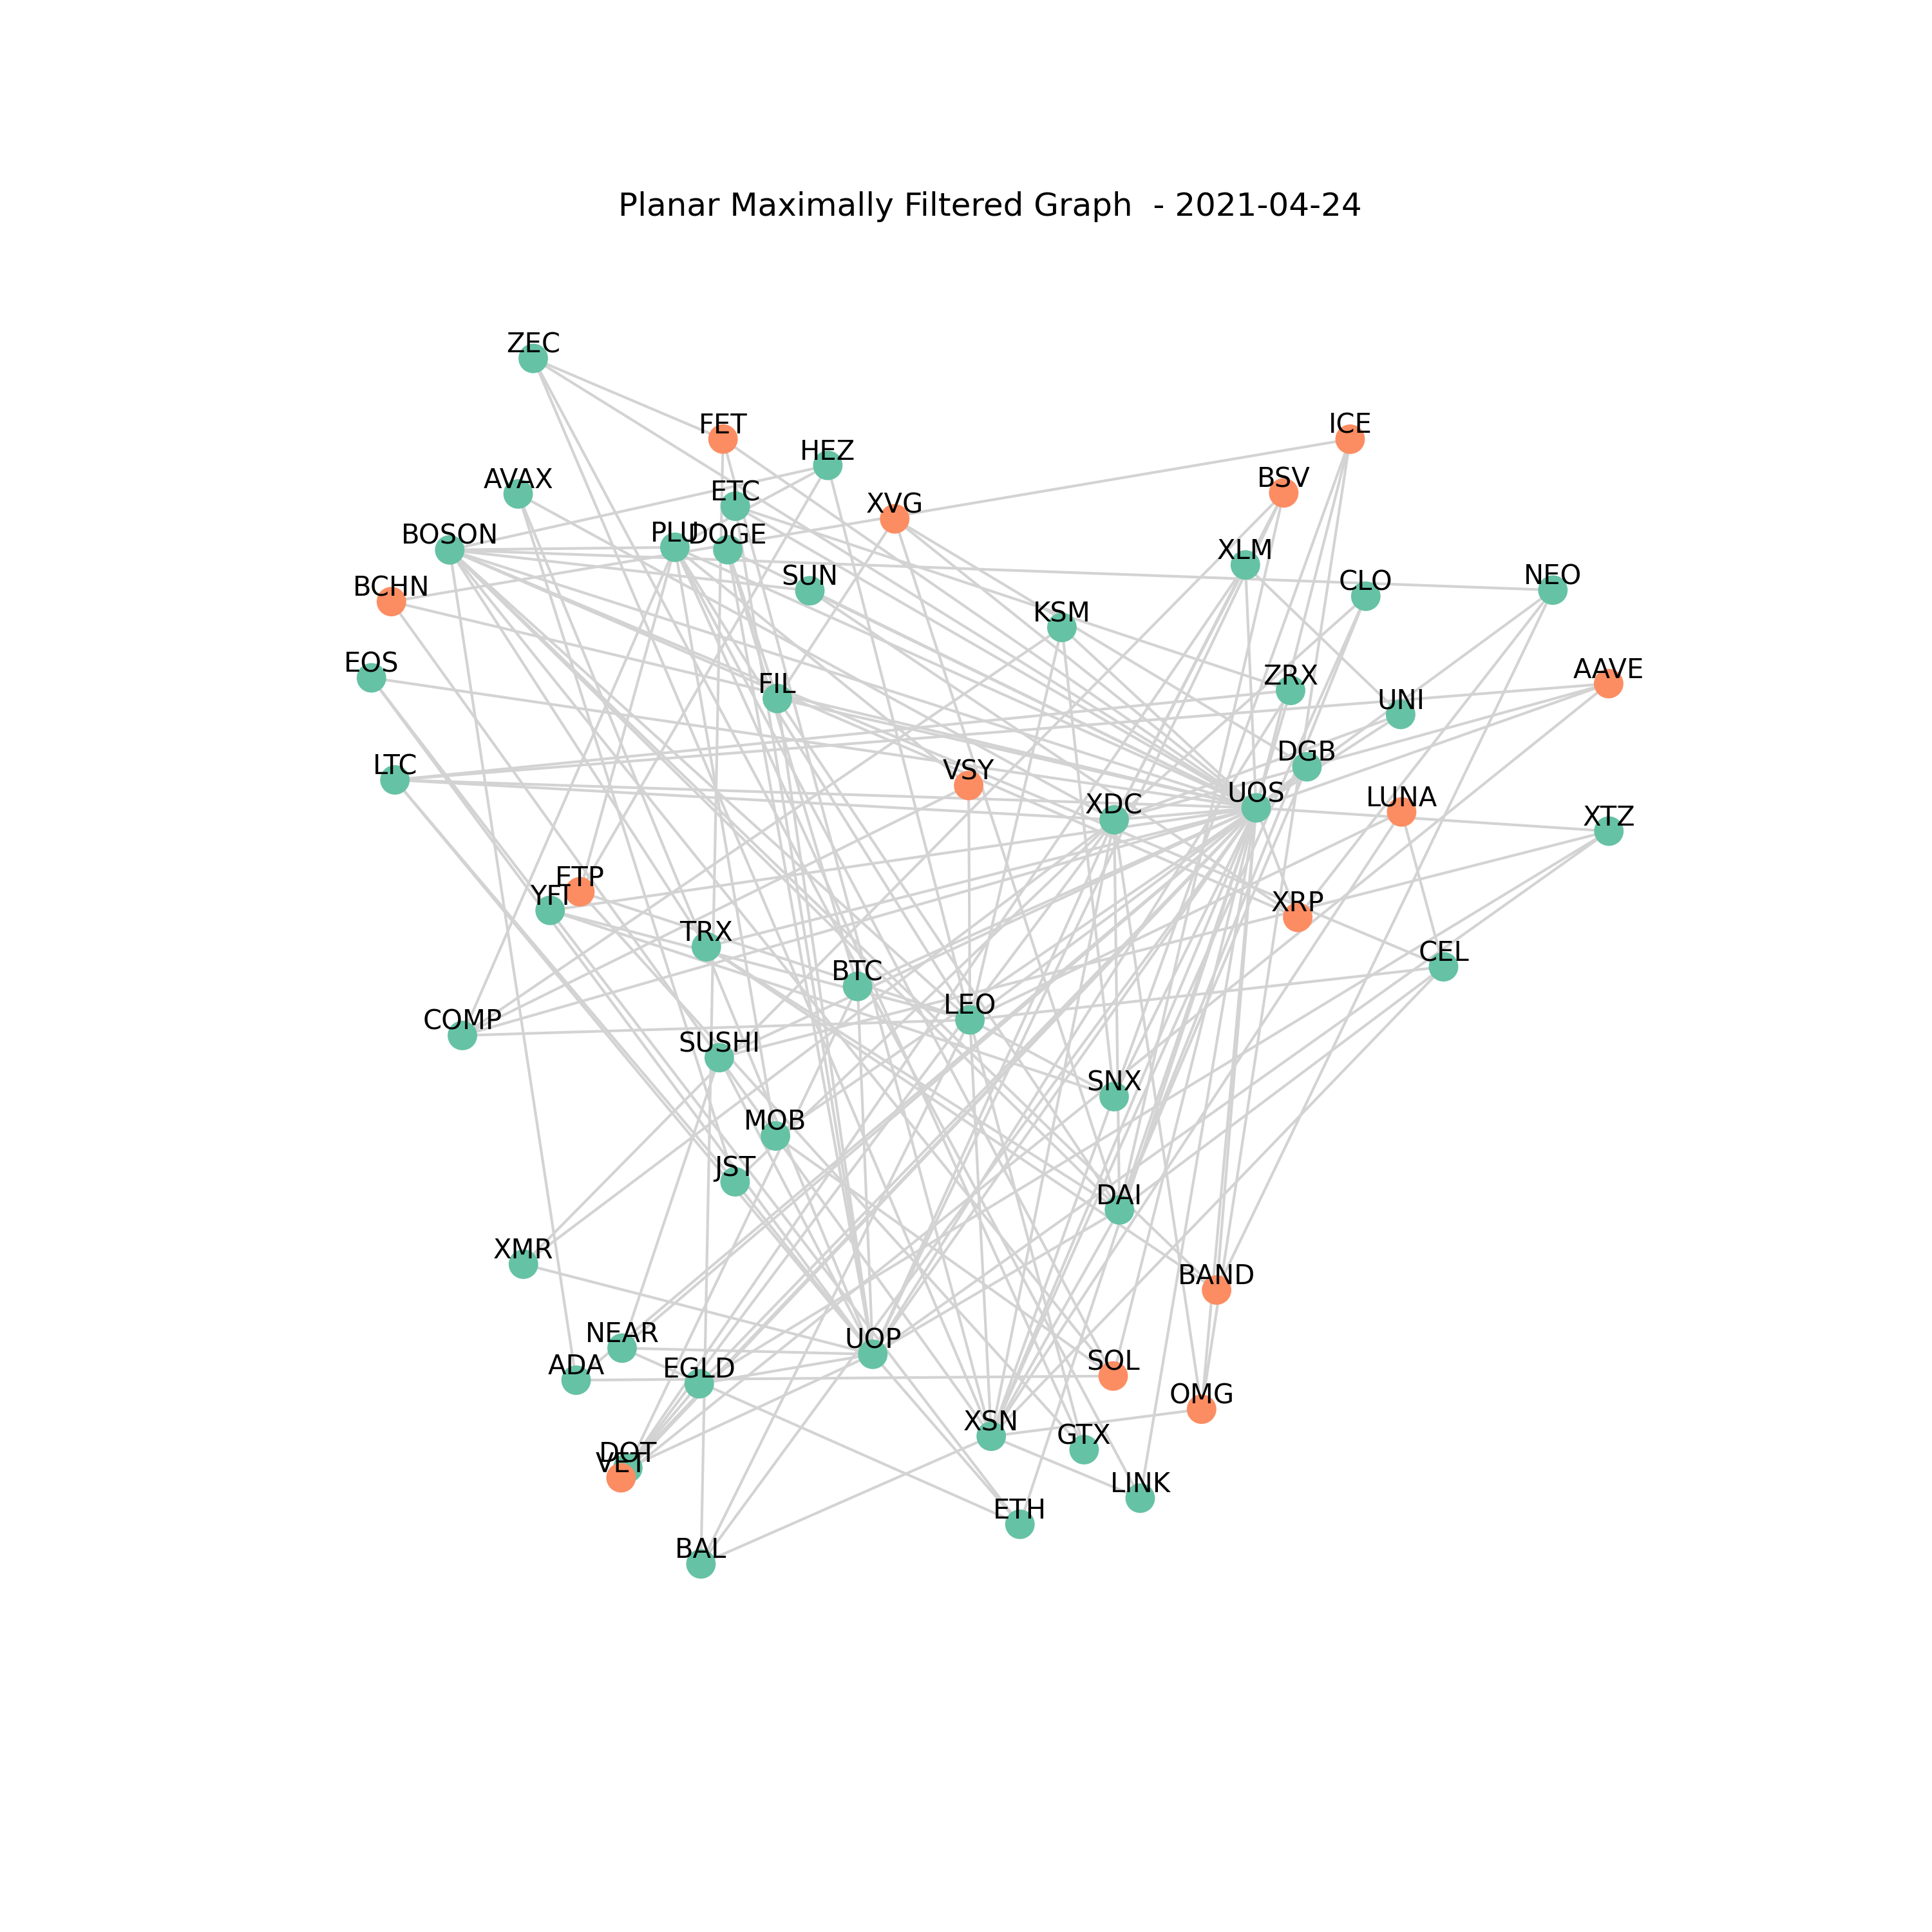 Planar Maximally Filtered Graph - 2021-04-24
ZEC
FET
ICE
HEZ
AVAX
BSV
ETC
XVG
BOSON
PLU
DOGE
XLM
SUN
CLO
NEO
BCHN
KSM
EOS
FIL
ZRX
AAVE
UNI
LTC
VSY
DGB
UOS
LUNA
XDC
XTZ
YFI
XRP
TRX
CEL
BTC
LEO
COMP
SUSHI
SNX
MOB
JST
DAI
XMR
BAND
NEAR
UOP
ADA
EGLD
SOL
OMG
XSN
GTX
DOT
VET
LINK
ETH
BAL